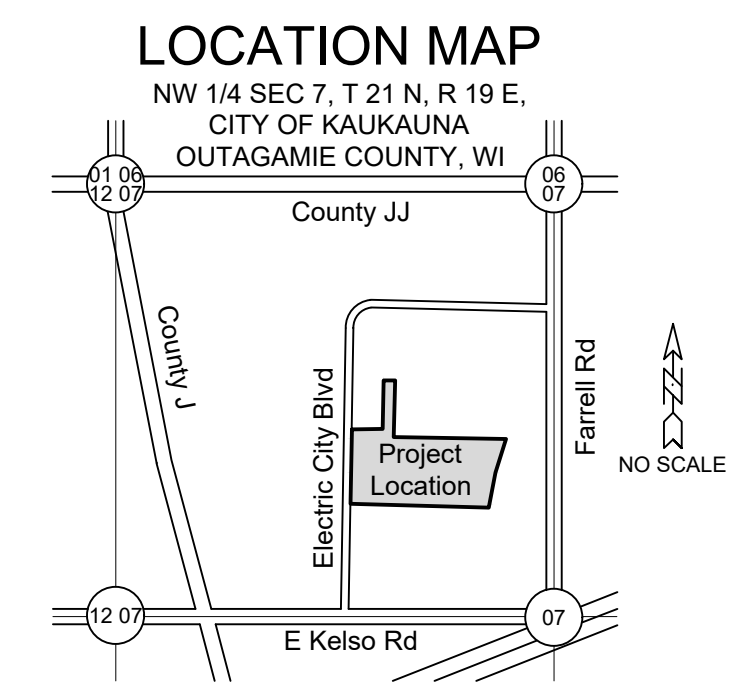 LOCATION MAP
NW 1/4 SEC 7, T 21 N, R 19 E,
CITY OF KAUKAUNA
OUTAGAMIE COUNTY, WI
01 06
12 07
06
07
County JJ
County J
Electric City Blvd
Farrell Rd
Project
Location
N
NO SCALE
12 07
07
E Kelso Rd